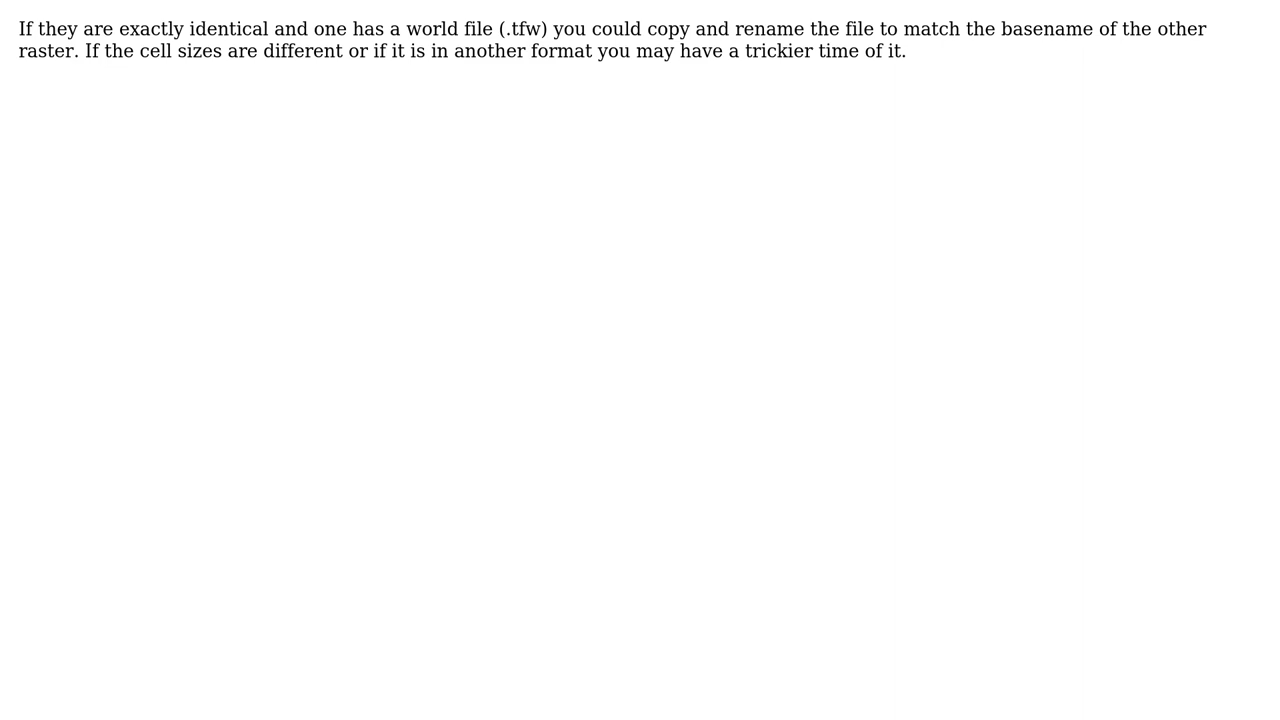 If they are exactly identical and one has a world file (.tfw) you could copy and rename the file to match the basename of the other
raster. If the cell sizes are different or if it is in another format you may have a trickier time of it.